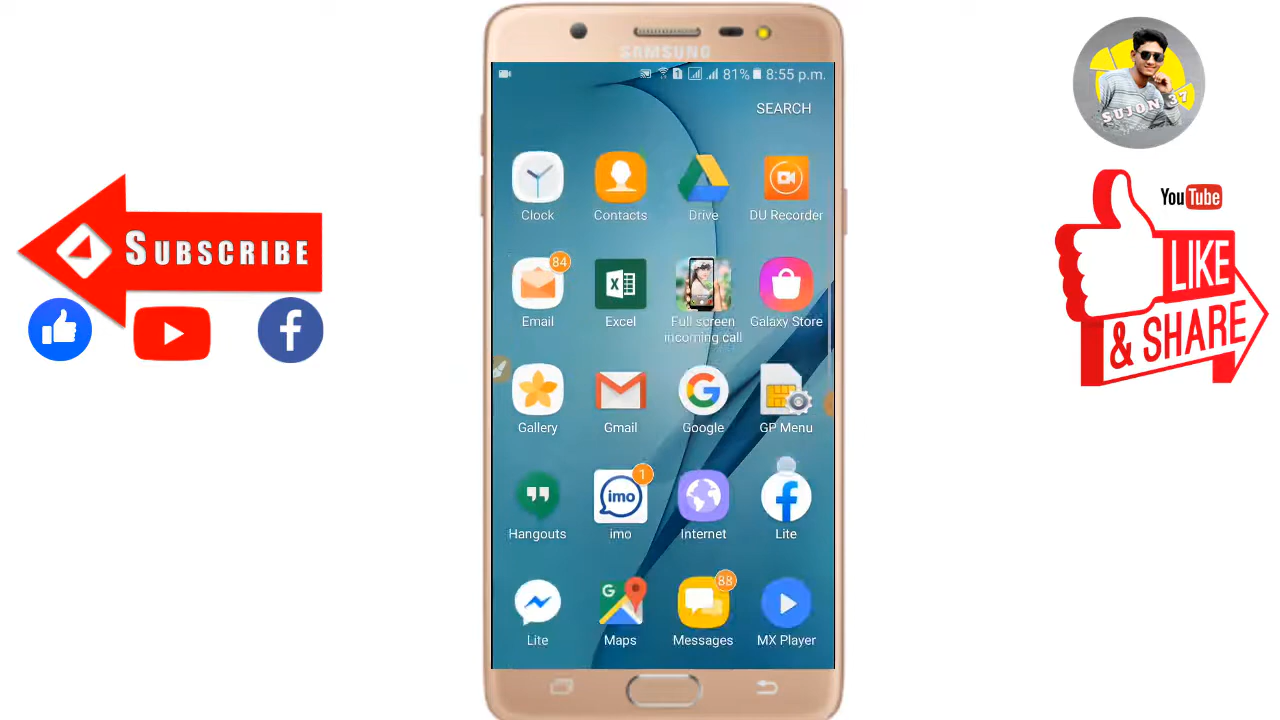 SAMSUNG
81% 8:55 p.m.
SEARCH
Clock Contacts Drive DU Recorder
84
Email Excel Full screen incoming call Galaxy Store
Gallery Gmail Google GP Menu
1
imo
Hangouts imo Internet Lite
88
Lite Maps Messages MX Player
SUBSCRIBE
SUJON 37
YouTube
LIKE
& SHARE